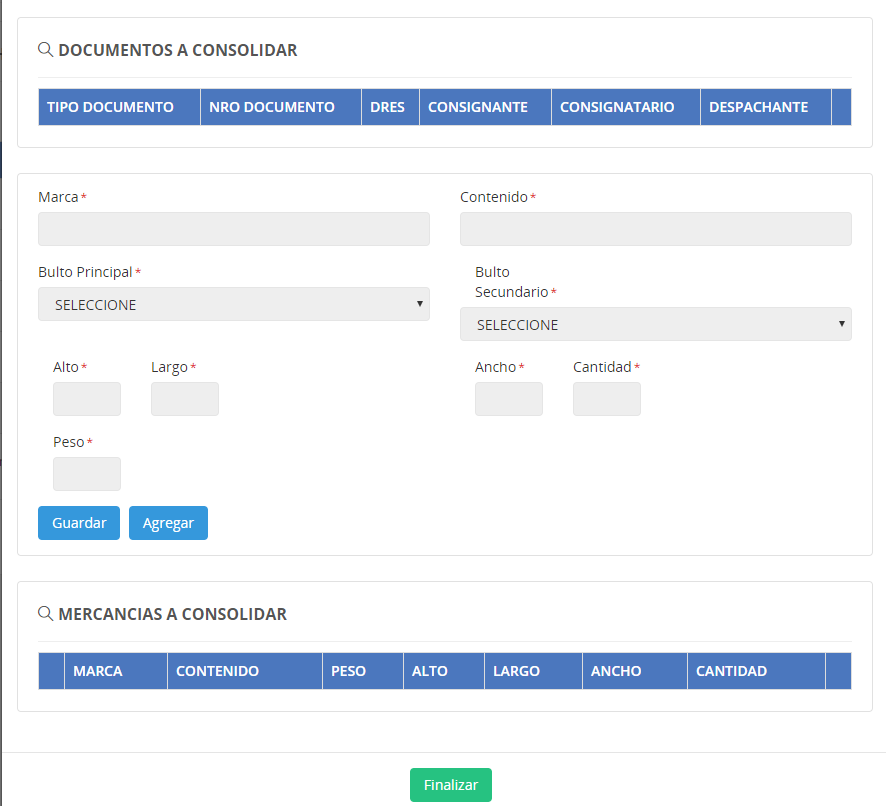 DOCUMENTOS A CONSOLIDAR
TIPO DOCUMENTO NRO DOCUMENTO DRES CONSIGNANTE CONSIGNATARIO DESPACHANTE
Marca* Contenido*
Bulto Principal* Bulto
Secundario*
SELECCIONE
SELECCIONE
Alto* Largo* Ancho* Cantidad*
Peso*
Guardar Agregar
MERCANCIAS A CONSOLIDAR
MARCA CONTENIDO PESO ALTO LARGO ANCHO CANTIDAD
Finalizar